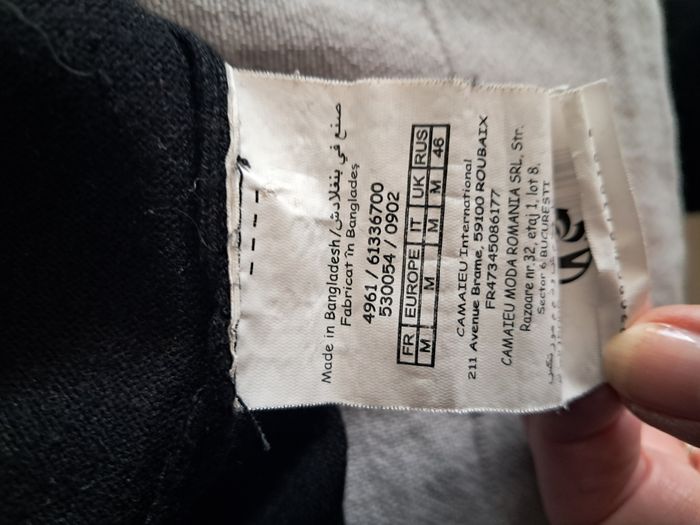 Made in Bangladesh/صنع في بنغلادش
Fabricat în Bangladeş
4961 / 61336700
530054 / 0902
FR EUROPE IT UK RUS
M M M M 46
CAMAIEU International
211 Avenue Brame, 59100 ROUBAIX
FR47345086177
CAMAIEU MODA ROMANIA SRL, Str.
Razoare nr.32, etaj 1, lot 8,
Sector 6 BUCURESTI